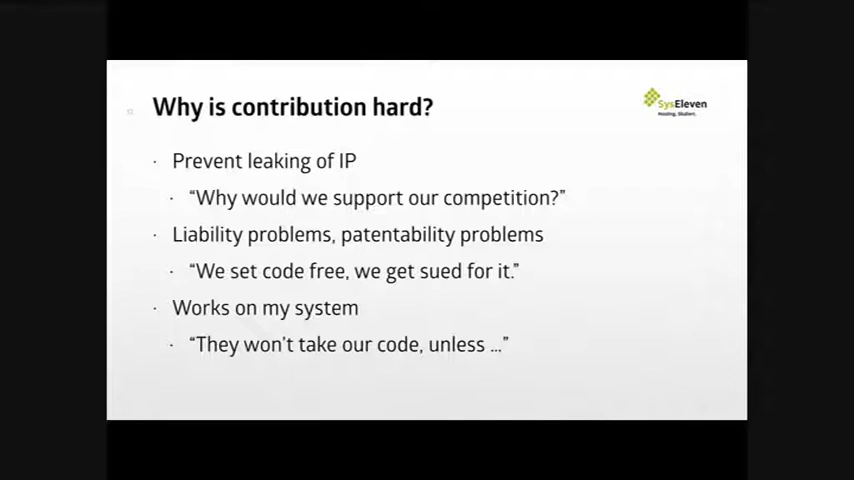 Why is contribution hard?
SysEleven
Hosting. Skaliert.
· Prevent leaking of IP
· “Why would we support our competition?”
· Liability problems, patentability problems
· “We set code free, we get sued for it.”
· Works on my system
· “They won't take our code, unless ...”